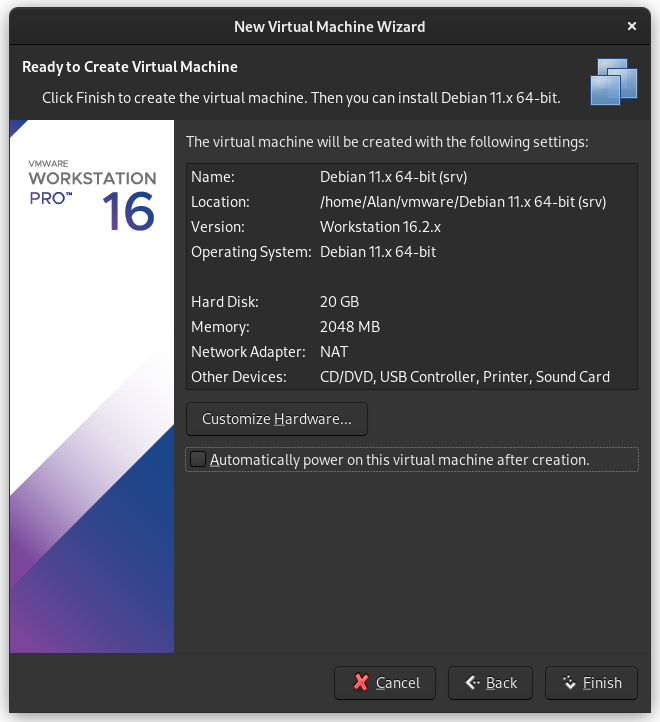 New Virtual Machine Wizard
Ready to Create Virtual Machine
Click Finish to create the virtual machine. Then you can install Debian 11.x 64-bit.
VMWARE
WORKSTATION
PRO™ 16
The virtual machine will be created with the following settings:
Name: Debian 11.x 64-bit (srv)
Location: /home/Alan/vmware/Debian 11.x 64-bit (srv)
Version: Workstation 16.2.x
Operating System: Debian 11.x 64-bit
Hard Disk: 20 GB
Memory: 2048 MB
Network Adapter: NAT
Other Devices: CD/DVD, USB Controller, Printer, Sound Card
Customize Hardware...
Automatically power on this virtual machine after creation.
Cancel Back Finish